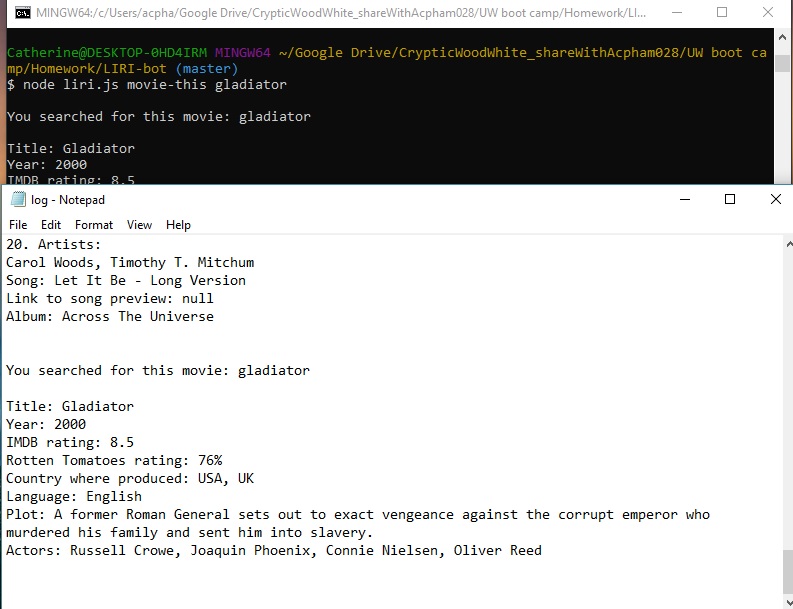 MINGW64:/c/Users/acpha/Google Drive/CrypticWoodWhite_shareWithAcpham028/UW boot camp/Homework/LI...
Catherine@DESKTOP-0HD4IRM MINGW64 ~/Google Drive/CrypticWoodWhite_shareWithAcpham028/UW boot ca
mp/Homework/LIRI-bot (master)
$ node liri.js movie-this gladiator
You searched for this movie: gladiator
Title: Gladiator
Year: 2000
IMDB rating: 8.5
log - Notepad
File Edit Format View Help
20. Artists:
Carol Woods, Timothy T. Mitchum
Song: Let It Be - Long Version
Link to song preview: null
Album: Across The Universe
You searched for this movie: gladiator
Title: Gladiator
Year: 2000
IMDB rating: 8.5
Rotten Tomatoes rating: 76%
Country where produced: USA, UK
Language: English
Plot: A former Roman General sets out to exact vengeance against the corrupt emperor who
murdered his family and sent him into slavery.
Actors: Russell Crowe, Joaquin Phoenix, Connie Nielsen, Oliver Reed